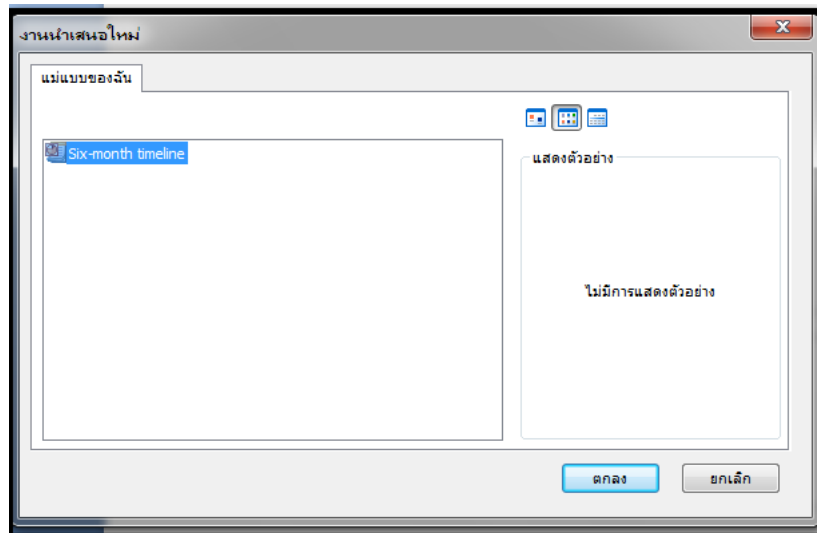 งานนำเสนอใหม่
แม่แบบของฉัน
Six-month timeline
แสดงตัวอย่าง
ไม่มีการแสดงตัวอย่าง
ตกลง
ยกเลิก